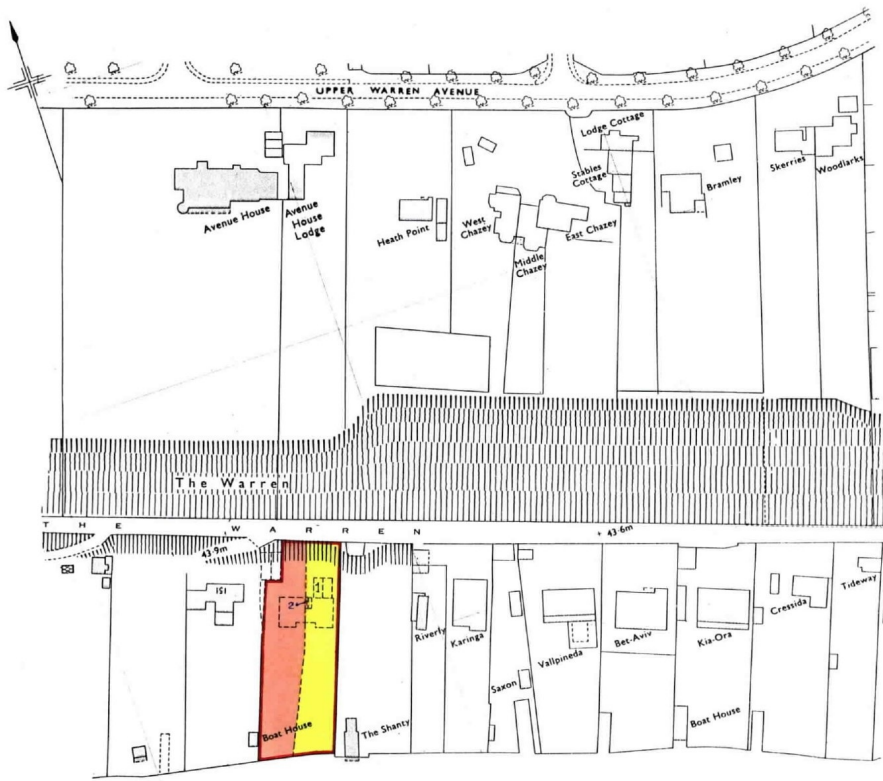 UPPER WARREN AVENUE
Lodge Cottage
Skerries
Woodlarks
Stables
Cottage
Bramley
Avenue House
Avenue
House
Lodge
Heath Point
West
Chazey
East Chazey
Middle
Chazey
The Warren
THE WARREN
43·9m
+ 43·6m
151
1
2
Riverfly
Karinga
Saxon
Vallpineda
Bet-Aviv
Kia-Ora
Cressida
Tideway
Boat House
The Shanty
Boat House